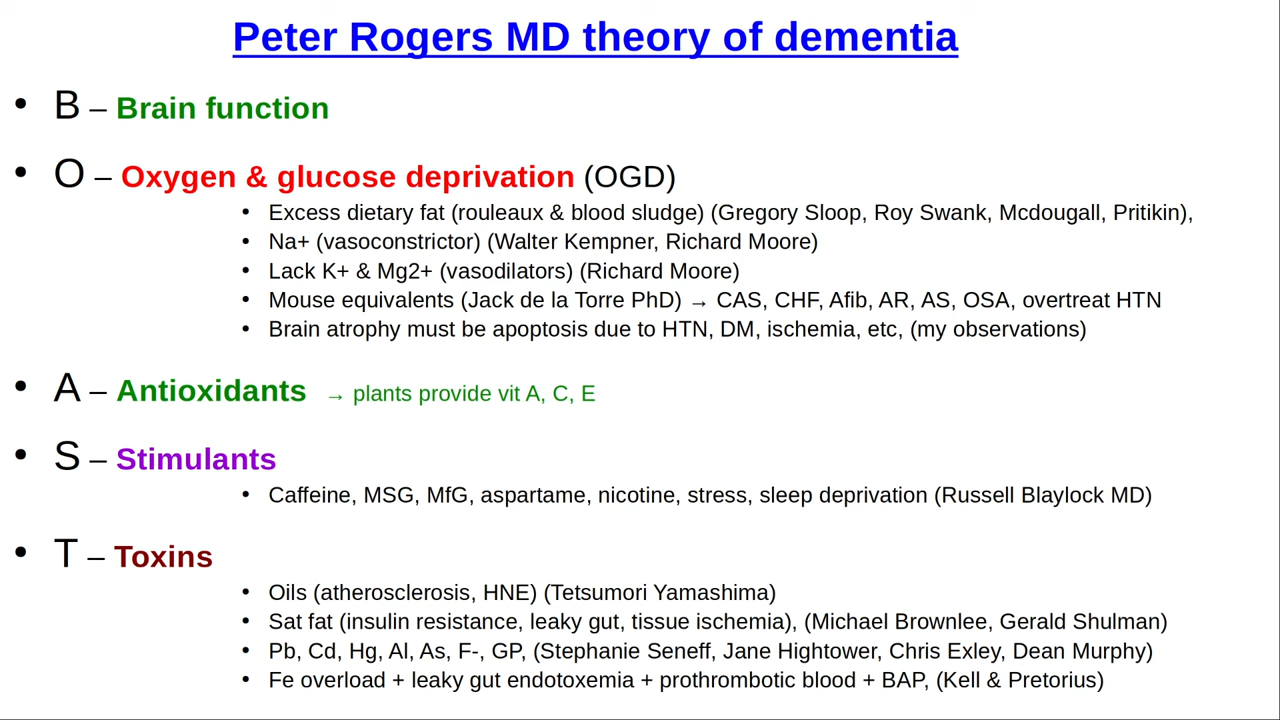 Peter Rogers MD theory of dementia
• B – Brain function
• O – Oxygen & glucose deprivation (OGD)
• Excess dietary fat (rouleaux & blood sludge) (Gregory Sloop, Roy Swank, Mcdougall, Pritikin),
• Na+ (vasoconstrictor) (Walter Kempner, Richard Moore)
• Lack K+ & Mg2+ (vasodilators) (Richard Moore)
• Mouse equivalents (Jack de la Torre PhD) → CAS, CHF, Afib, AR, AS, OSA, overtreat HTN
• Brain atrophy must be apoptosis due to HTN, DM, ischemia, etc, (my observations)
• A – Antioxidants → plants provide vit A, C, E
• S – Stimulants
• Caffeine, MSG, MfG, aspartame, nicotine, stress, sleep deprivation (Russell Blaylock MD)
• T – Toxins
• Oils (atherosclerosis, HNE) (Tetsumori Yamashima)
• Sat fat (insulin resistance, leaky gut, tissue ischemia), (Michael Brownlee, Gerald Shulman)
• Pb, Cd, Hg, Al, As, F-, GP, (Stephanie Seneff, Jane Hightower, Chris Exley, Dean Murphy)
• Fe overload + leaky gut endotoxemia + prothrombotic blood + BAP, (Kell & Pretorius)